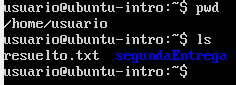 usuario@ubuntu-intro:~$ pwd
/home/usuario
usuario@ubuntu-intro:~$ ls
resuelto.txt segundaEntrega
usuario@ubuntu-intro:~$